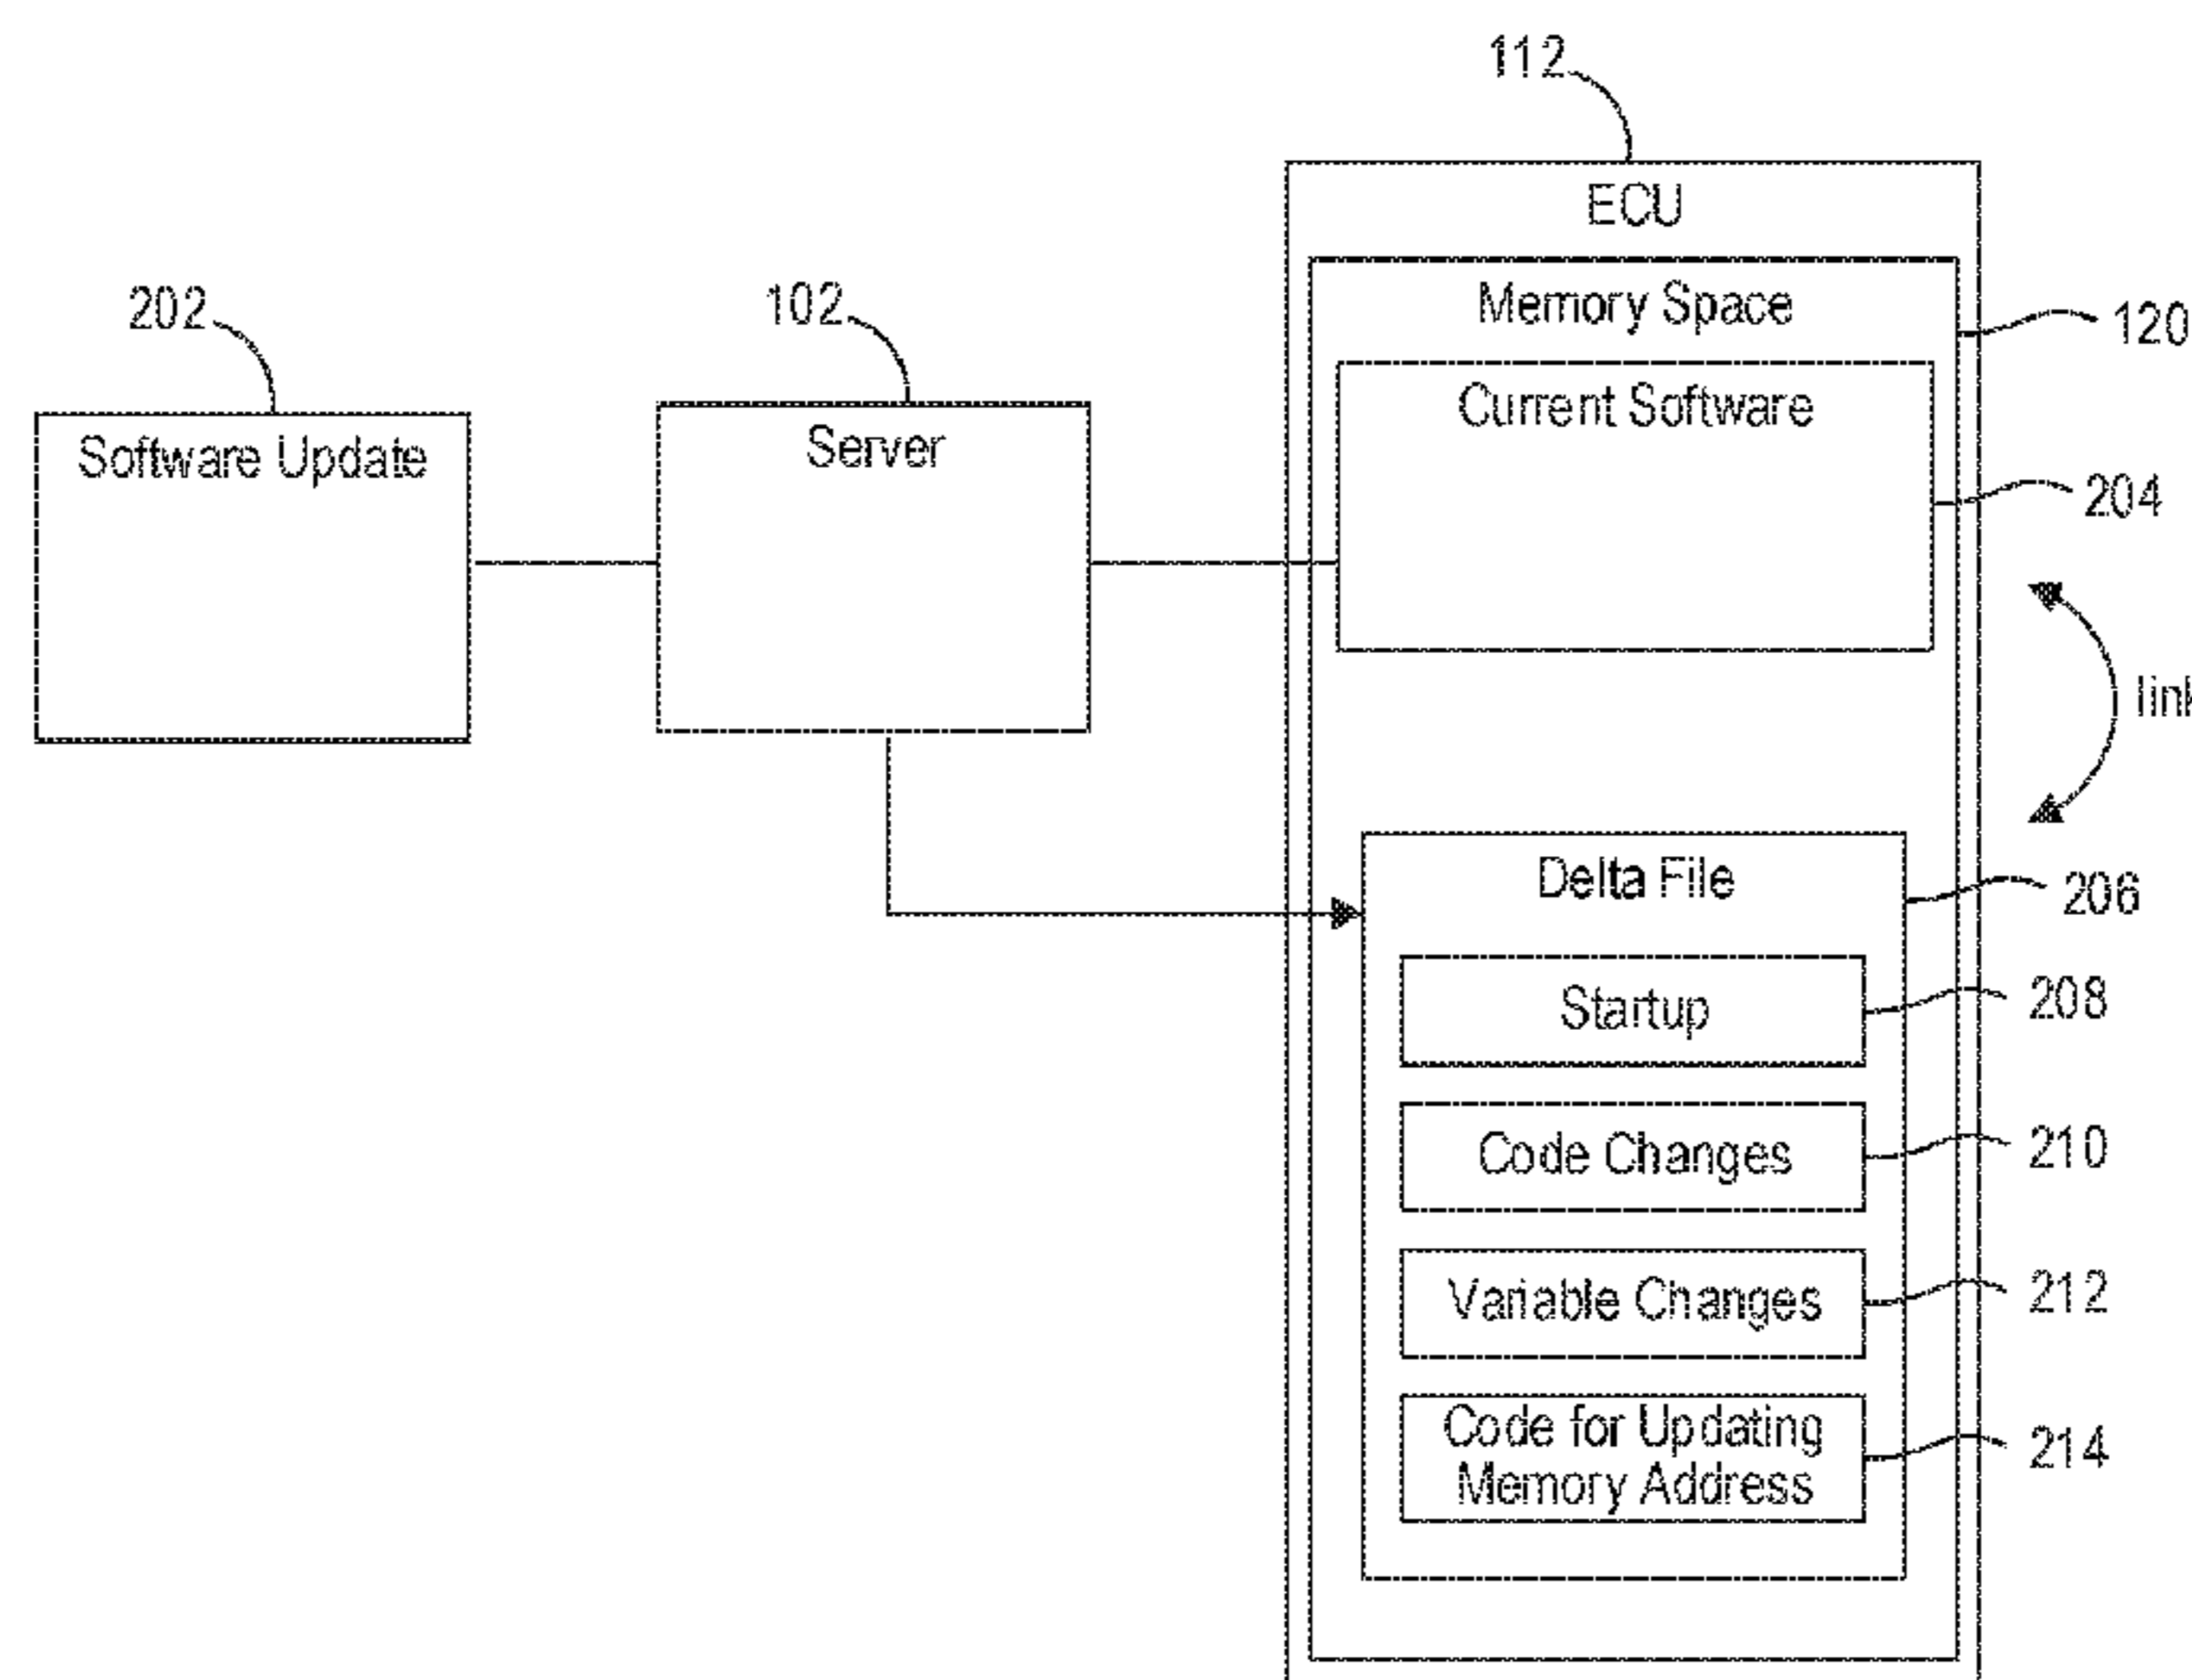 112
ECU
202
102
Memory Space
120
Software Update
Server
Current Software
204
Delta File
206
Startup
208
Code Changes
210
Variable Changes
212
Code for Updating
Memory Address
214